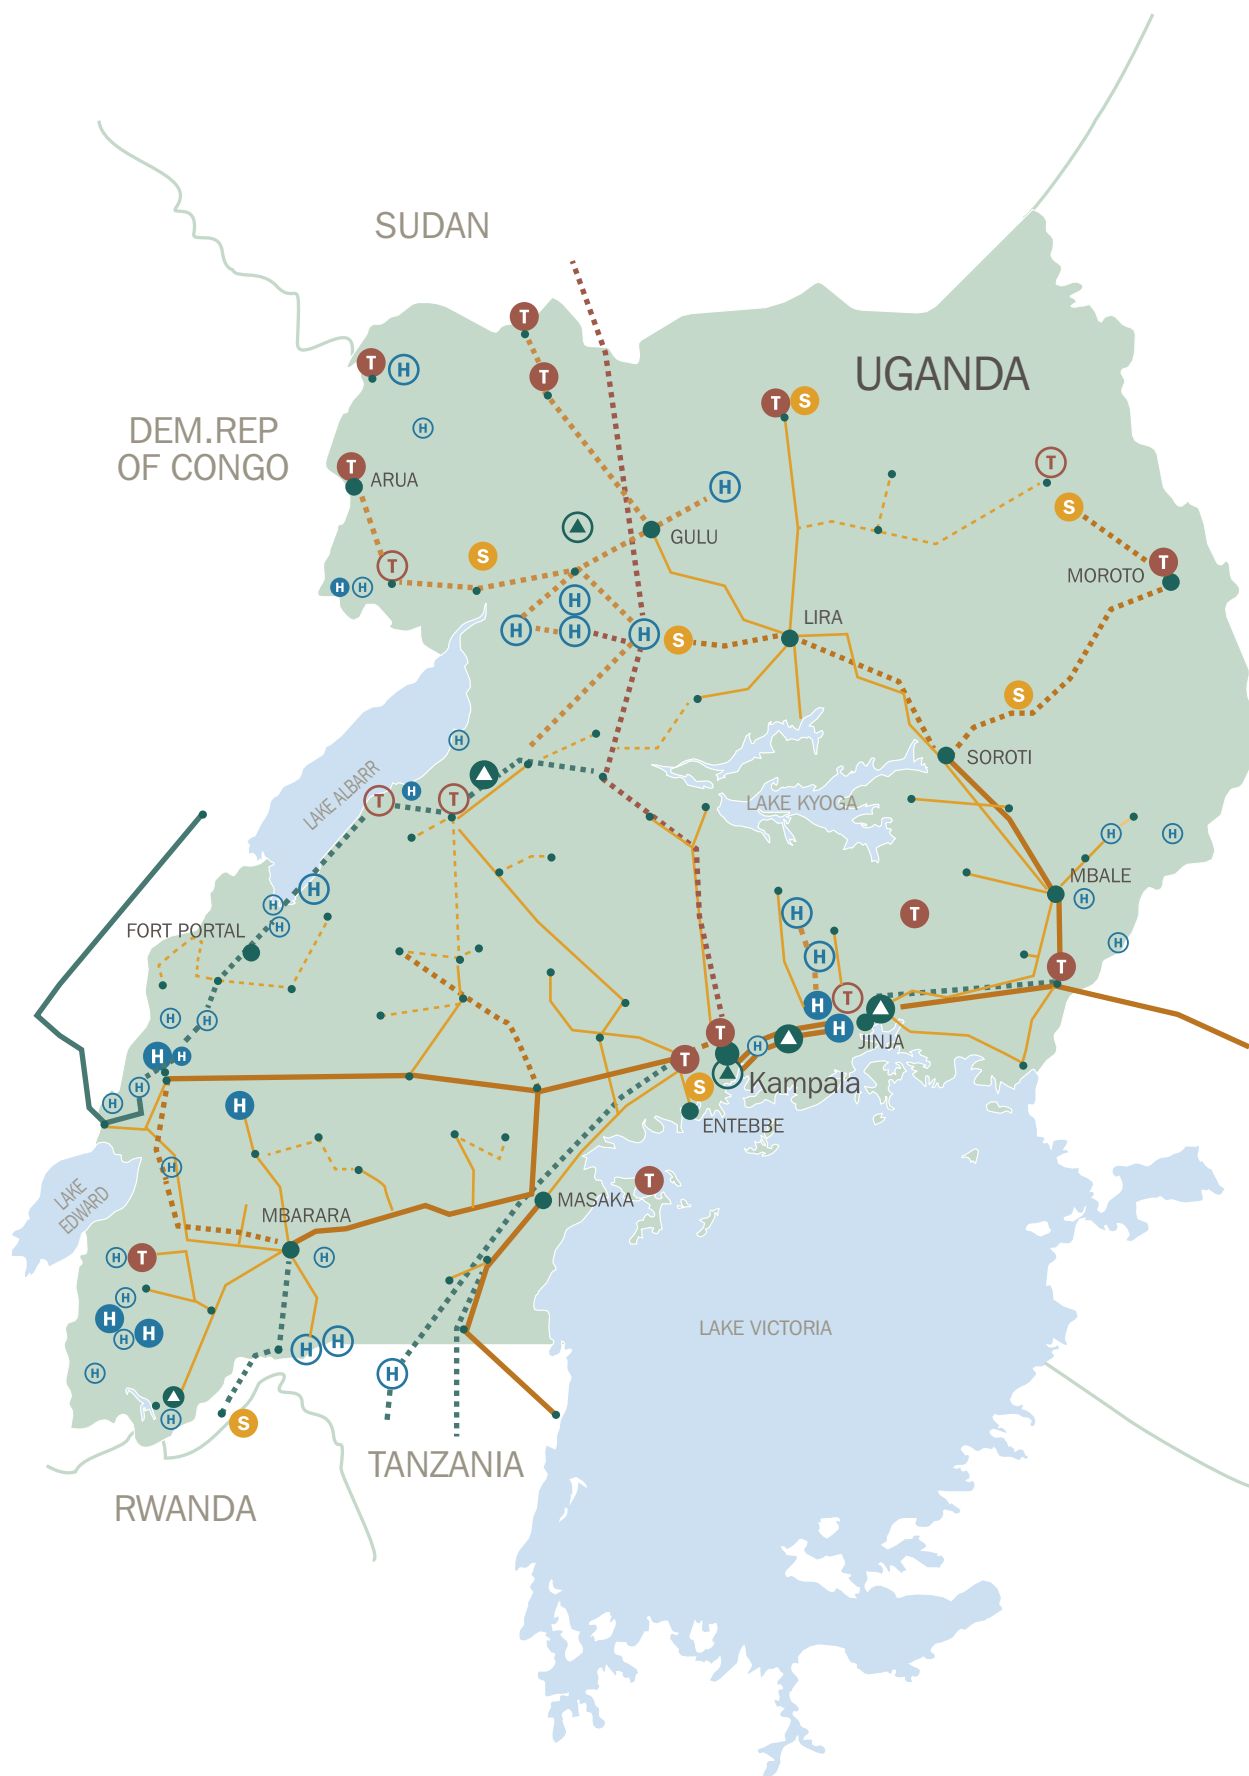 SUDAN
T
T
T
H
UGANDA
T
S
DEM.REP
OF CONGO
H
T
T
ARUA
H
S
GULU
S
T
T
MOROTO
H
H
H
H
H
H
S
LIRA
S
H
SOROTI
T
H
T
LAKE ALBARR
LAKE KYOGA
H
H
MBALE
H
H
H
H
T
H
FORT PORTAL
H
H
T
T
H
H
H
H
T
H
JINJA
H
H
T
T
H
S
Kampala
H
H
H
ENTEBBE
H
T
LAKE
EDWARD
MASAKA
MBARARA
H
T
H
H
H
H
H
H
H
H
H
LAKE VICTORIA
H
S
TANZANIA
RWANDA